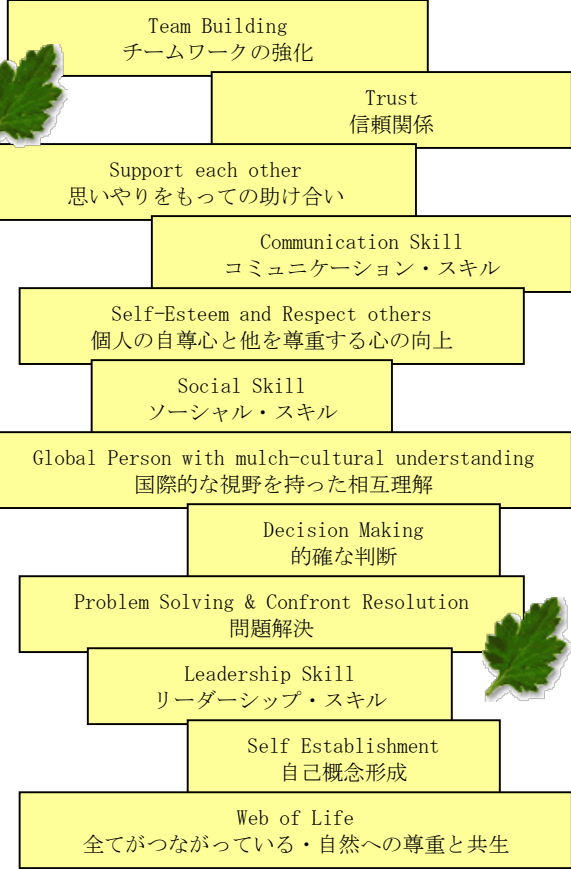 Team Building
チームワークの強化
Trust
信頼関係
Support each other
思いやりをもっての助け合い
Communication Skill
コミュニケーション・スキル
Self-Esteem and Respect others
個人の自尊心と他を尊重する心の向上
Social Skill
ソーシャル・スキル
Global Person with mulch-cultural understanding
国際的な視野を持った相互理解
Decision Making
的確な判断
Problem Solving & Confront Resolution
問題解決
Leadership Skill
リーダーシップ・スキル
Self Establishment
自己概念形成
Web of Life
全てがつながっている・自然への尊重と共生